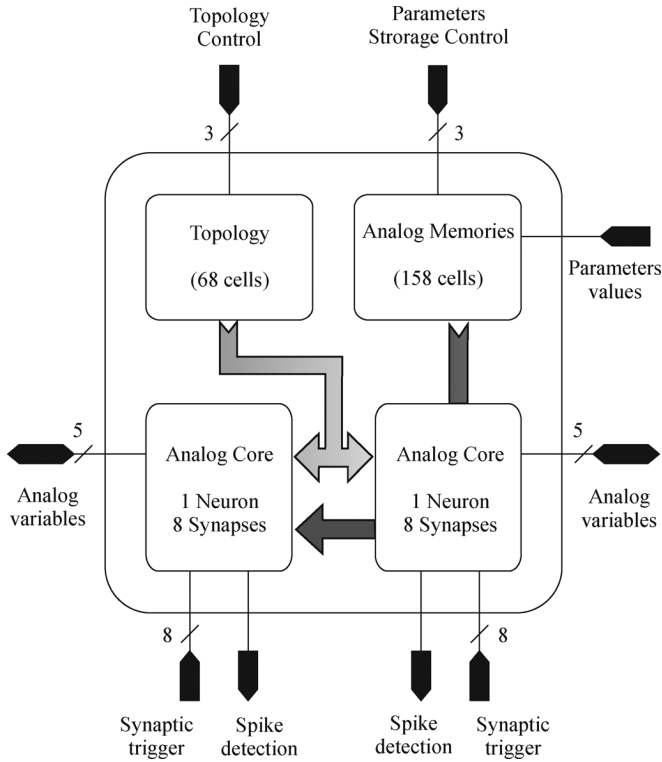 Topology
Control
Parameters
Strorage Control
3
3
Topology
(68 cells)
Analog Memories
(158 cells)
Parameters
values
5
Analog
variables
Analog Core
1 Neuron
8 Synapses
Analog Core
1 Neuron
8 Synapses
5
Analog
variables
8
8
Synaptic
trigger
Spike
detection
Spike
detection
Synaptic
trigger